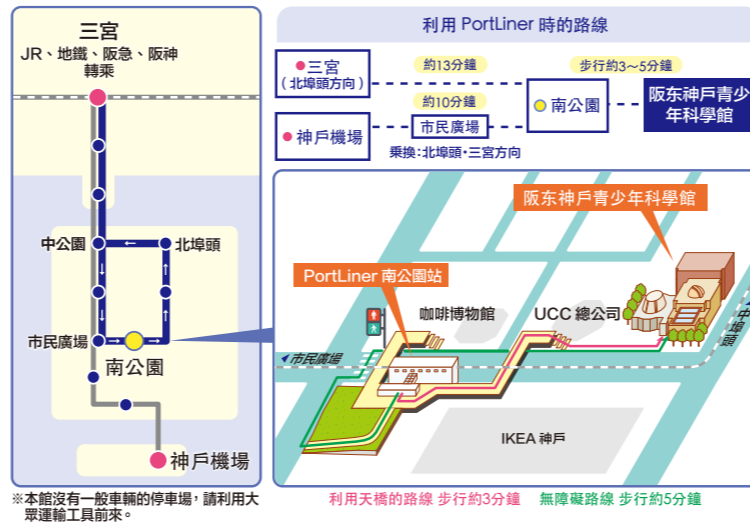 三宮
JR、地鐵、阪急、阪神
轉乘
中公園
北埠頭
市民廣場
南公園
神戶機場
※本館沒有一般車輛的停車場，請利用大
眾運輸工具前來。
利用 PortLiner 時的路線
三宮
（北埠頭方向）
約13分鐘
步行約3～5分鐘
南公園
阪东神戶青少
年科學館
神戶機場
約10分鐘
市民廣場
乗換：北埠頭・三宮方向
阪东神戶青少年科學館
PortLiner 南公園站
咖啡博物館
UCC 總公司
市民廣場
中埠頭
IKEA 神戶
利用天橋的路線 步行約3分鐘
無障礙路線 步行約5分鐘